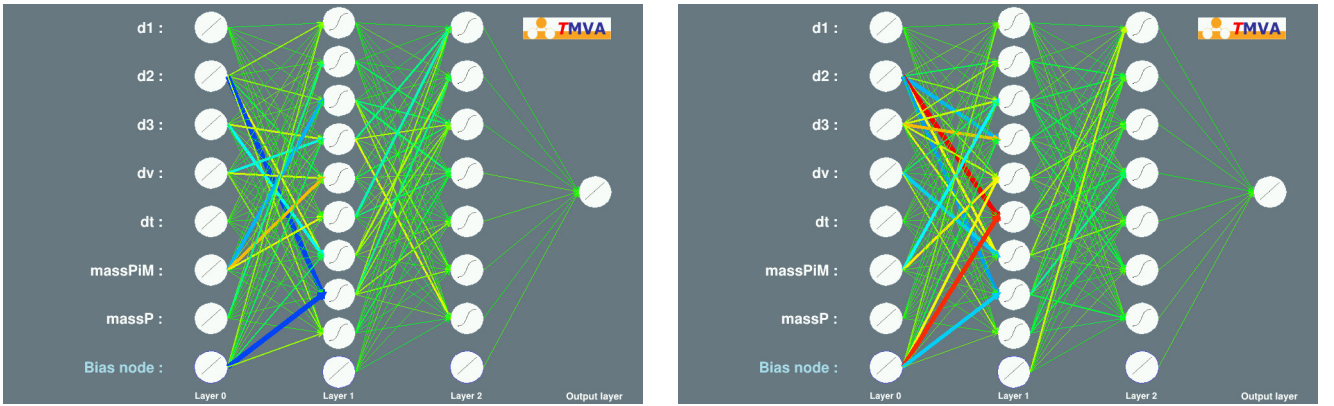 d1 :
TMVA
d2 :
d3 :
dv :
dt :
massPiM :
massP :
Bias node :
Layer 0
Layer 1
Layer 2
Output layer
d1 :
TMVA
d2 :
d3 :
dv :
dt :
massPiM :
massP :
Bias node :
Layer 0
Layer 1
Layer 2
Output layer